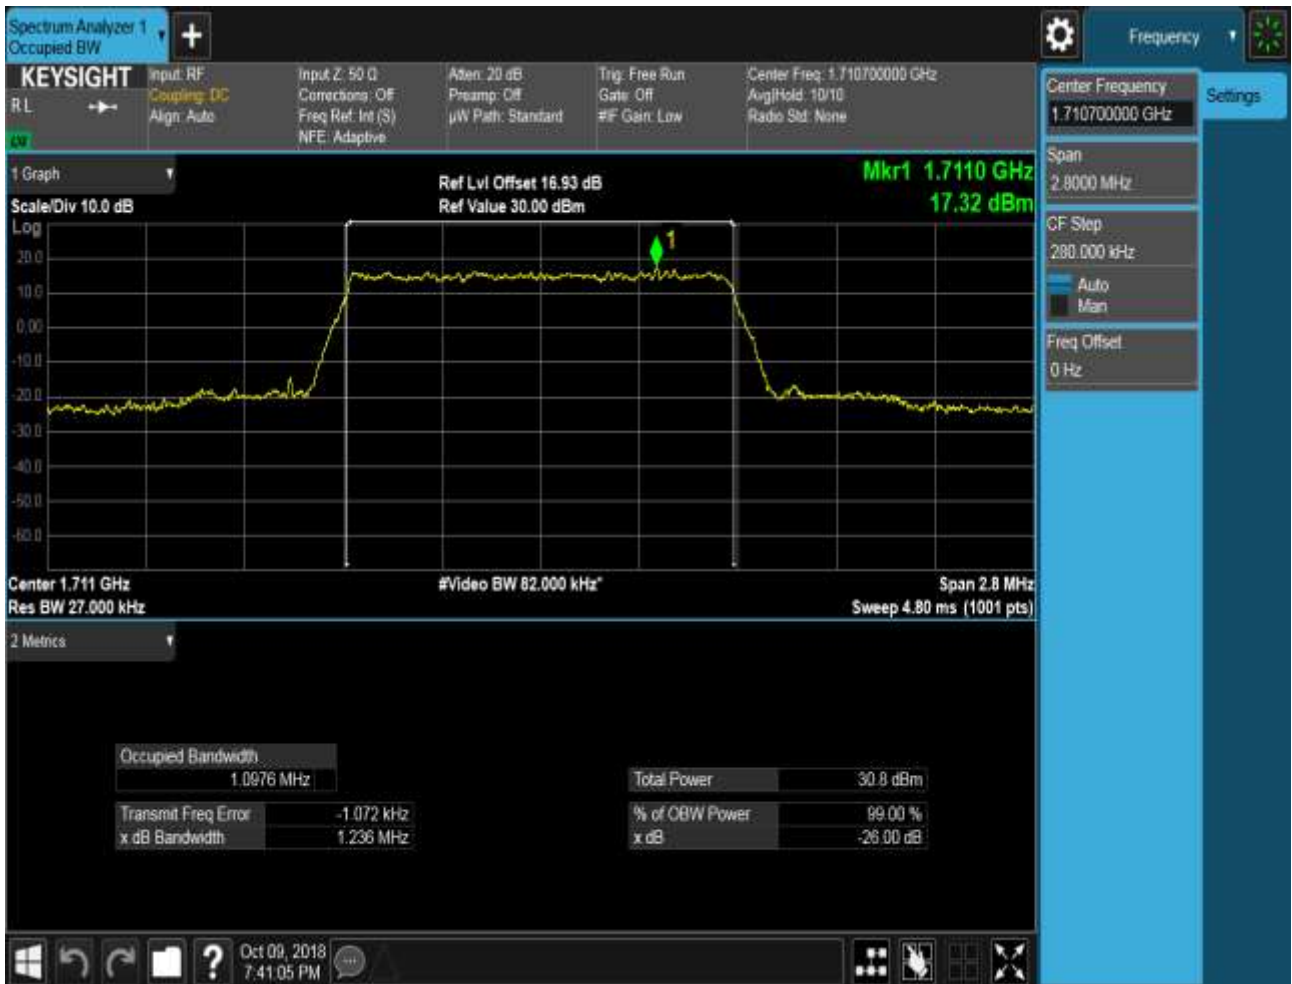 Spectrum Analyzer 1
Occupied BW
Frequency
KEYSIGHT
R L
Input: RF
Coupling: DC
Align: Auto
Input Z: 50 Ω
Corrections: Off
Freq Ref: Int (S)
NFE: Adaptive
Atten: 20 dB
Preamp: Off
µW Path: Standard
Trig: Free Run
Gate: Off
#IF Gain: Low
Center Freq: 1.710700000 GHz
Avg|Hold: 10/10
Radio Std: None
Center Frequency
1.710700000 GHz
Settings
Span
2.8000 MHz
CF Step
280.000 kHz
Auto
Man
Freq Offset
0 Hz
1 Graph
Scale/Div 10.0 dB
Ref Lvl Offset 16.93 dB
Ref Value 30.00 dBm
Mkr1 1.7110 GHz
17.32 dBm
Log
1
20.0
10.0
0.00
-10.0
-20.0
-30.0
-40.0
-50.0
-60.0
Center 1.711 GHz
#Video BW 82.000 kHz*
Span 2.8 MHz
Res BW 27.000 kHz
Sweep 4.80 ms (1001 pts)
2 Metrics
Occupied Bandwidth
1.0976 MHz
Total Power 30.8 dBm
Transmit Freq Error -1.072 kHz
% of OBW Power 99.00 %
x dB Bandwidth 1.236 MHz
x dB -26.00 dB
?
Oct 09, 2018
7:41:05 PM